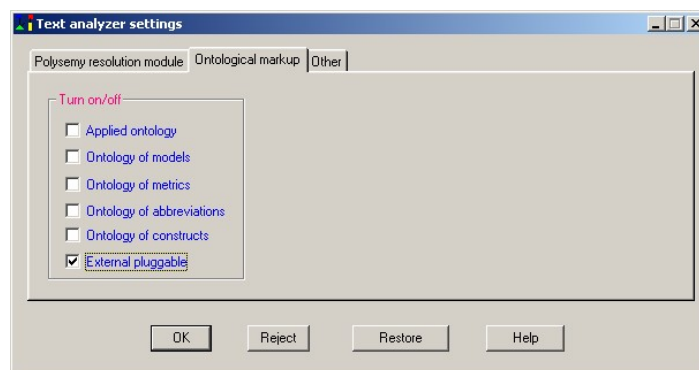 Text analyzer settings
Polysemy resolution module Ontological markup Other
Turn on/off
Applied ontology
Ontology of models
Ontology of metrics
Ontology of abbreviations
Ontology of constructs
External pluggable
OK Reject Restore Help